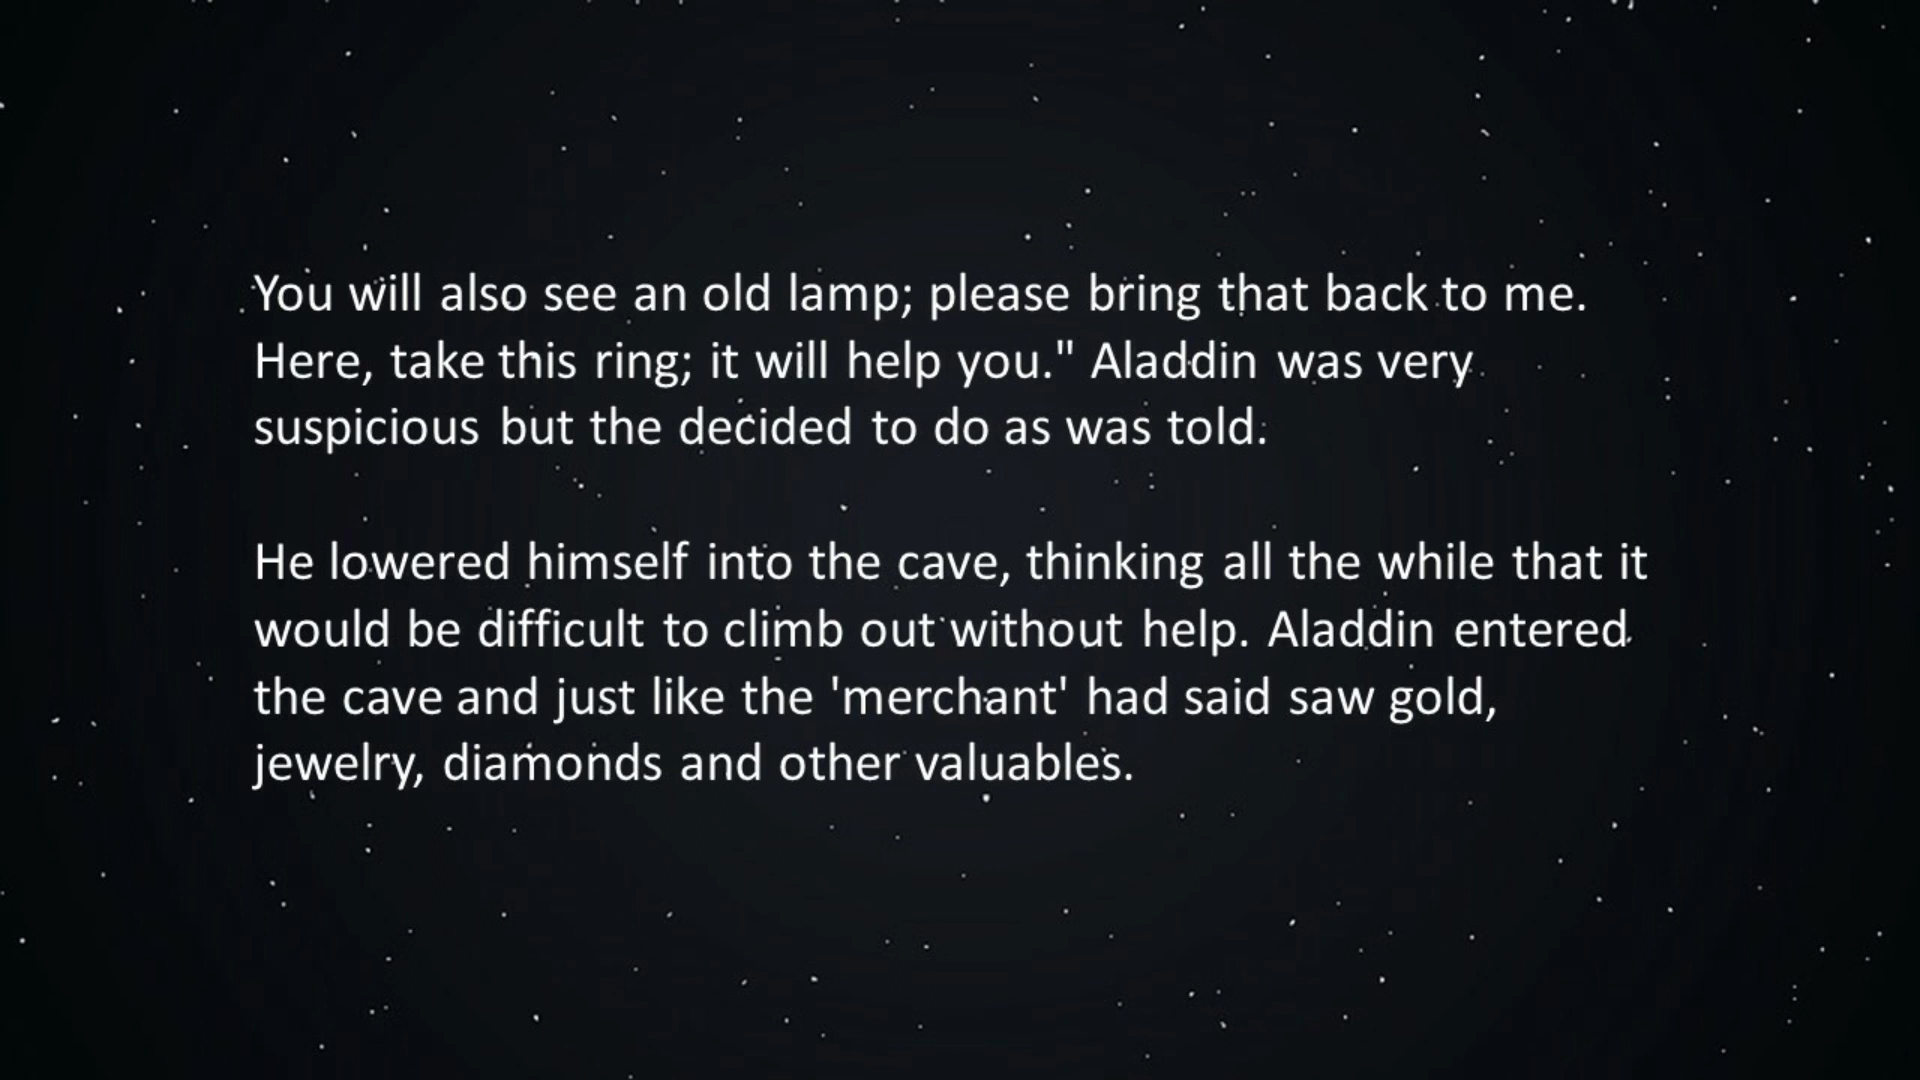 You will also see an old lamp; please bring that back to me.
Here, take this ring; it will help you." Aladdin was very
suspicious but the decided to do as was told.
He lowered himself into the cave, thinking all the while that it
would be difficult to climb out without help. Aladdin entered
the cave and just like the 'merchant' had said saw gold,
jewelry, diamonds and other valuables.